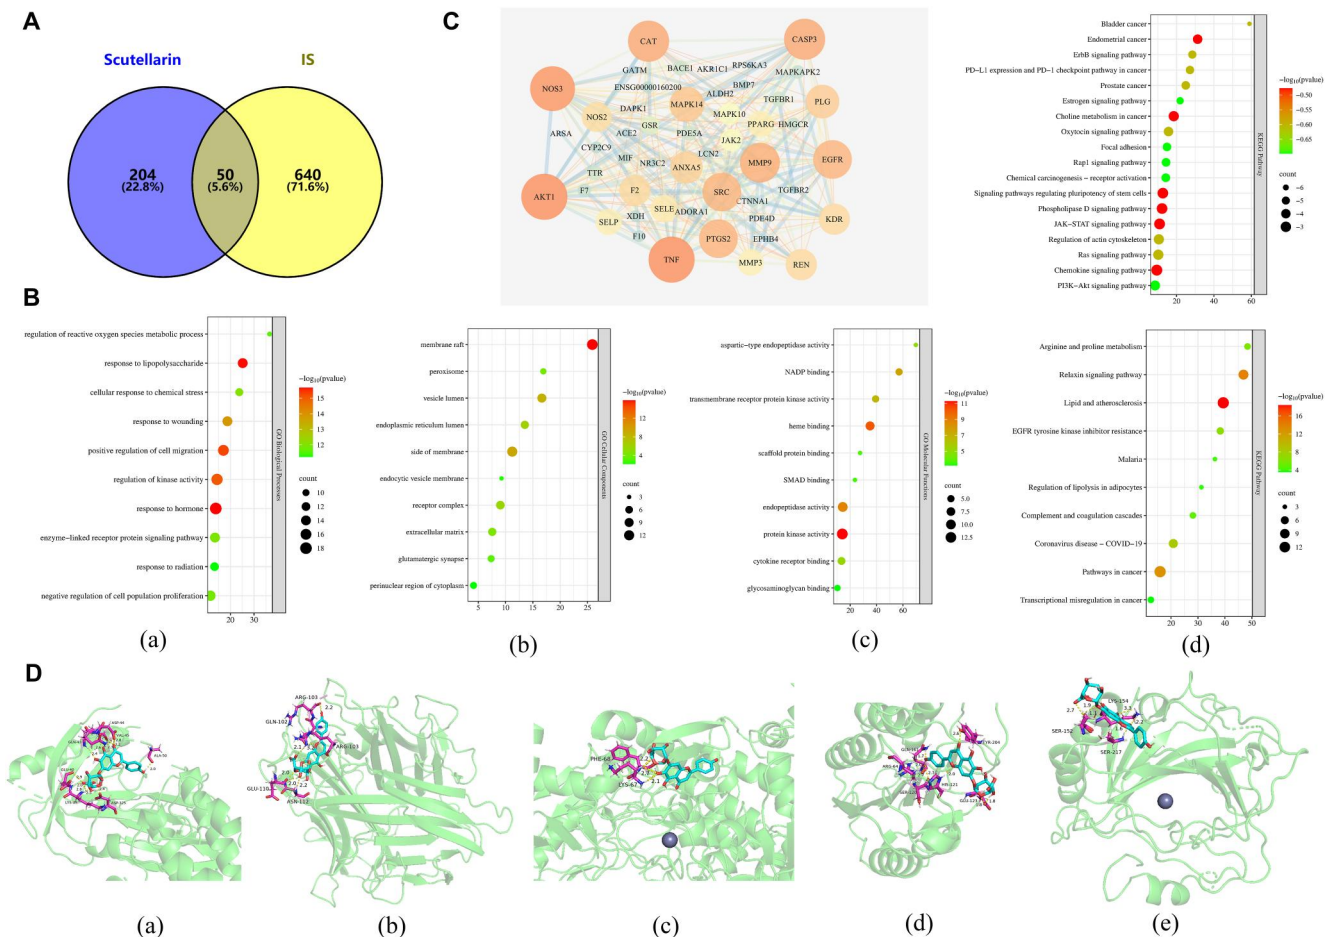 A
Scutellarin
IS
204
(22.8%)
50
(5.6%)
640
(71.6%)
C
CAT
CASP3
NOS3
GATM
BACE1
AKR1C1
RPS6KA3
MAPKAPK2
ENSG00000160200
ALDH2
BMP7
MAPK14
TGFBR1
PLG
DAPK1
NOS2
MAPK10
GSR
PPARG
HMGCR
ARSA
ACE2
PDE5A
JAK2
CYP2C9
LCN2
MIF
NR3C2
ANXA5
MMP9
EGFR
TTR
F7
F2
SRC
TGFBR2
AKT1
CTNNA1
SELE
ADORA1
SELP
XDH
PDE4D
KDR
F10
PTGS2
EPHB4
TNF
MMP3
REN
Bladder cancer
Endometrial cancer
ErbB signaling pathway
PD−L1 expression and PD−1 checkpoint pathway in cancer
Prostate cancer
Estrogen signaling pathway
Choline metabolism in cancer
Oxytocin signaling pathway
Focal adhesion
Rap1 signaling pathway
Chemical carcinogenesis − receptor activation
Signaling pathways regulating pluripotency of stem cells
Phospholipase D signaling pathway
JAK−STAT signaling pathway
Regulation of actin cytoskeleton
Ras signaling pathway
Chemokine signaling pathway
PI3K−Akt signaling pathway
20 40 60
KEGG Pathway
−log10(pvalue)
−0.50
−0.55
−0.60
−0.65
count
−6
−5
−4
−3
B
regulation of reactive oxygen species metabolic process
response to lipopolysaccharide
cellular response to chemical stress
response to wounding
positive regulation of cell migration
regulation of kinase activity
response to hormone
enzyme−linked receptor protein signaling pathway
response to radiation
negative regulation of cell population proliferation
20 30
GO Biological Processes
−log10(pvalue)
15
14
13
12
count
10
12
14
16
18
(a)
membrane raft
peroxisome
vesicle lumen
endoplasmic reticulum lumen
side of membrane
endocytic vesicle membrane
receptor complex
extracellular matrix
glutamatergic synapse
perinuclear region of cytoplasm
5 10 15 20 25
GO Cellular Components
−log10(pvalue)
12
8
4
count
3
6
9
12
(b)
aspartic−type endopeptidase activity
NADP binding
transmembrane receptor protein kinase activity
heme binding
scaffold protein binding
SMAD binding
endopeptidase activity
protein kinase activity
cytokine receptor binding
glycosaminoglycan binding
20 40 60
GO Molecular Functions
−log10(pvalue)
11
9
7
5
count
5.0
7.5
10.0
12.5
(c)
Arginine and proline metabolism
Relaxin signaling pathway
Lipid and atherosclerosis
EGFR tyrosine kinase inhibitor resistance
Malaria
Regulation of lipolysis in adipocytes
Complement and coagulation cascades
Coronavirus disease − COVID−19
Pathways in cancer
Transcriptional misregulation in cancer
20 30 40 50
KEGG Pathway
−log10(pvalue)
16
12
8
4
count
3
6
9
12
(d)
D
(a)
ARG-103
2.2
GLN-102
2.1
ARG-103
2.0
GLU-110
2.0
2.2
ASN-112
(b)
PHE-68
LYS-67
2.1
(c)
TYR-204
HIS-121
(d)
LYS-154
2.7
1.9
3.3
2.2
SER-152
SER-217
(e)